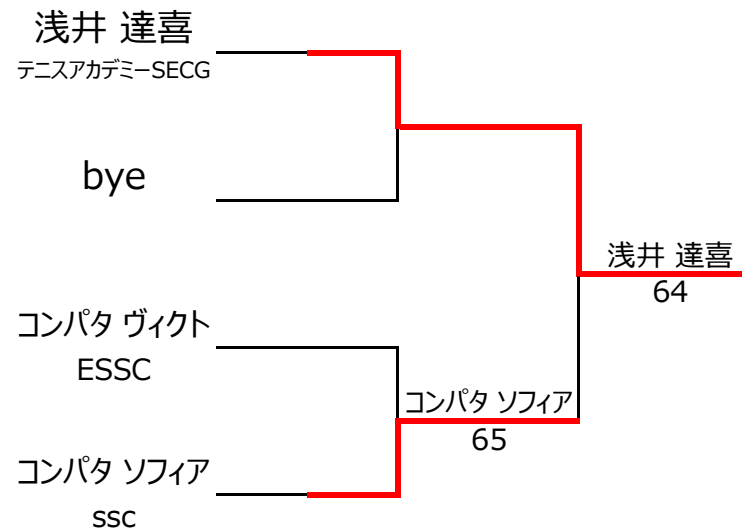 浅井 達喜
テニスアカデミーSECG
bye
コンパタ ヴィクト
ESSC
コンパタ ソフィア
ssc
コンパタ ソフィア
65
浅井 達喜
64